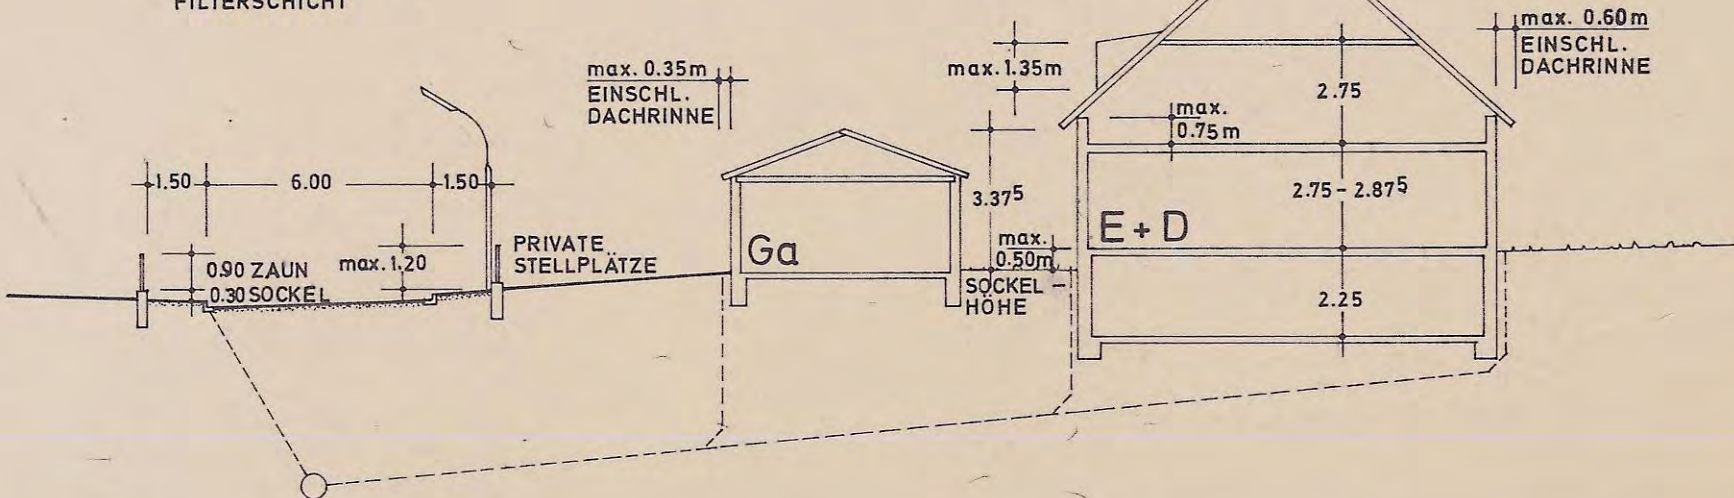 FILTERSCHICHT
max. 0.60m
EINSCHL.
DACHRINNE
max. 0.35m
EINSCHL.
DACHRINNE
max. 1.35m
2.75
max.
0.75m
1.50
6.00
1.50
3.37⁵
2.75 - 2.87⁵
E + D
Ga
max.
0.50m
SOCKEL -
HÖHE
PRIVATE
STELLPLÄTZE
0.90 ZAUN
0.30 SOCKEL
max. 1.20
2.25